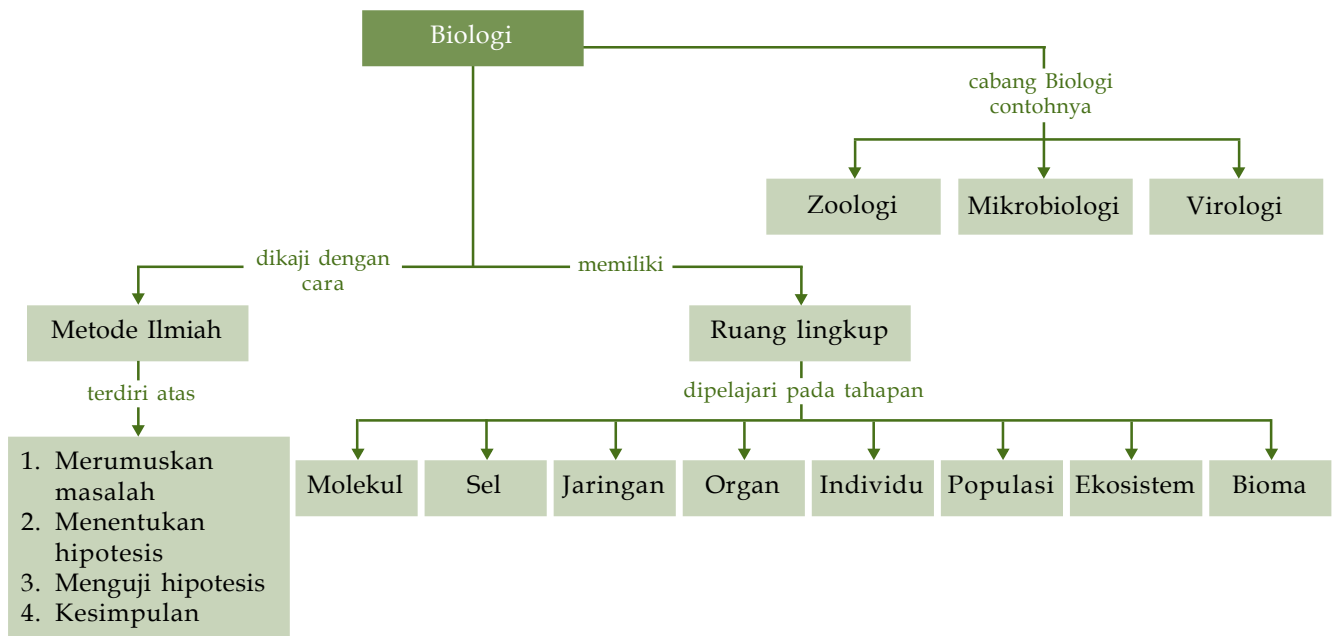 Biologi
cabang Biologi
contohnya
Zoologi
Mikrobiologi
Virologi
dikaji dengan
cara
memiliki
Metode Ilmiah
Ruang lingkup
terdiri atas
dipelajari pada tahapan
1. Merumuskan
masalah
2. Menentukan
hipotesis
3. Menguji hipotesis
4. Kesimpulan
Molekul
Sel
Jaringan
Organ
Individu
Populasi
Ekosistem
Bioma